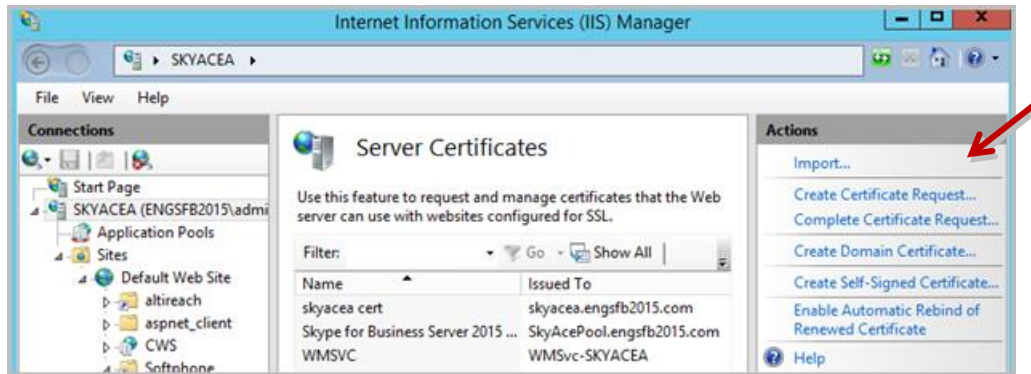 Internet Information Services (IIS) Manager
SKYACEA
File View Help
Connections
Start Page
SKYACEA (ENGSFB2015\admi
Application Pools
Sites
Default Web Site
altireach
aspnet_client
CWS
Softphone
Server Certificates
Use this feature to request and manage certificates that the Web
server can use with websites configured for SSL.
Filter: Go Show All
Name Issued To
skyacea cert skyacea.engsfb2015.com
Skype for Business Server 2015 ... SkyAcePool.engsfb2015.com
WMSVC WMSvc-SKYACEA
Actions
Import...
Create Certificate Request...
Complete Certificate Request...
Create Domain Certificate...
Create Self-Signed Certificate...
Enable Automatic Rebind of
Renewed Certificate
Help